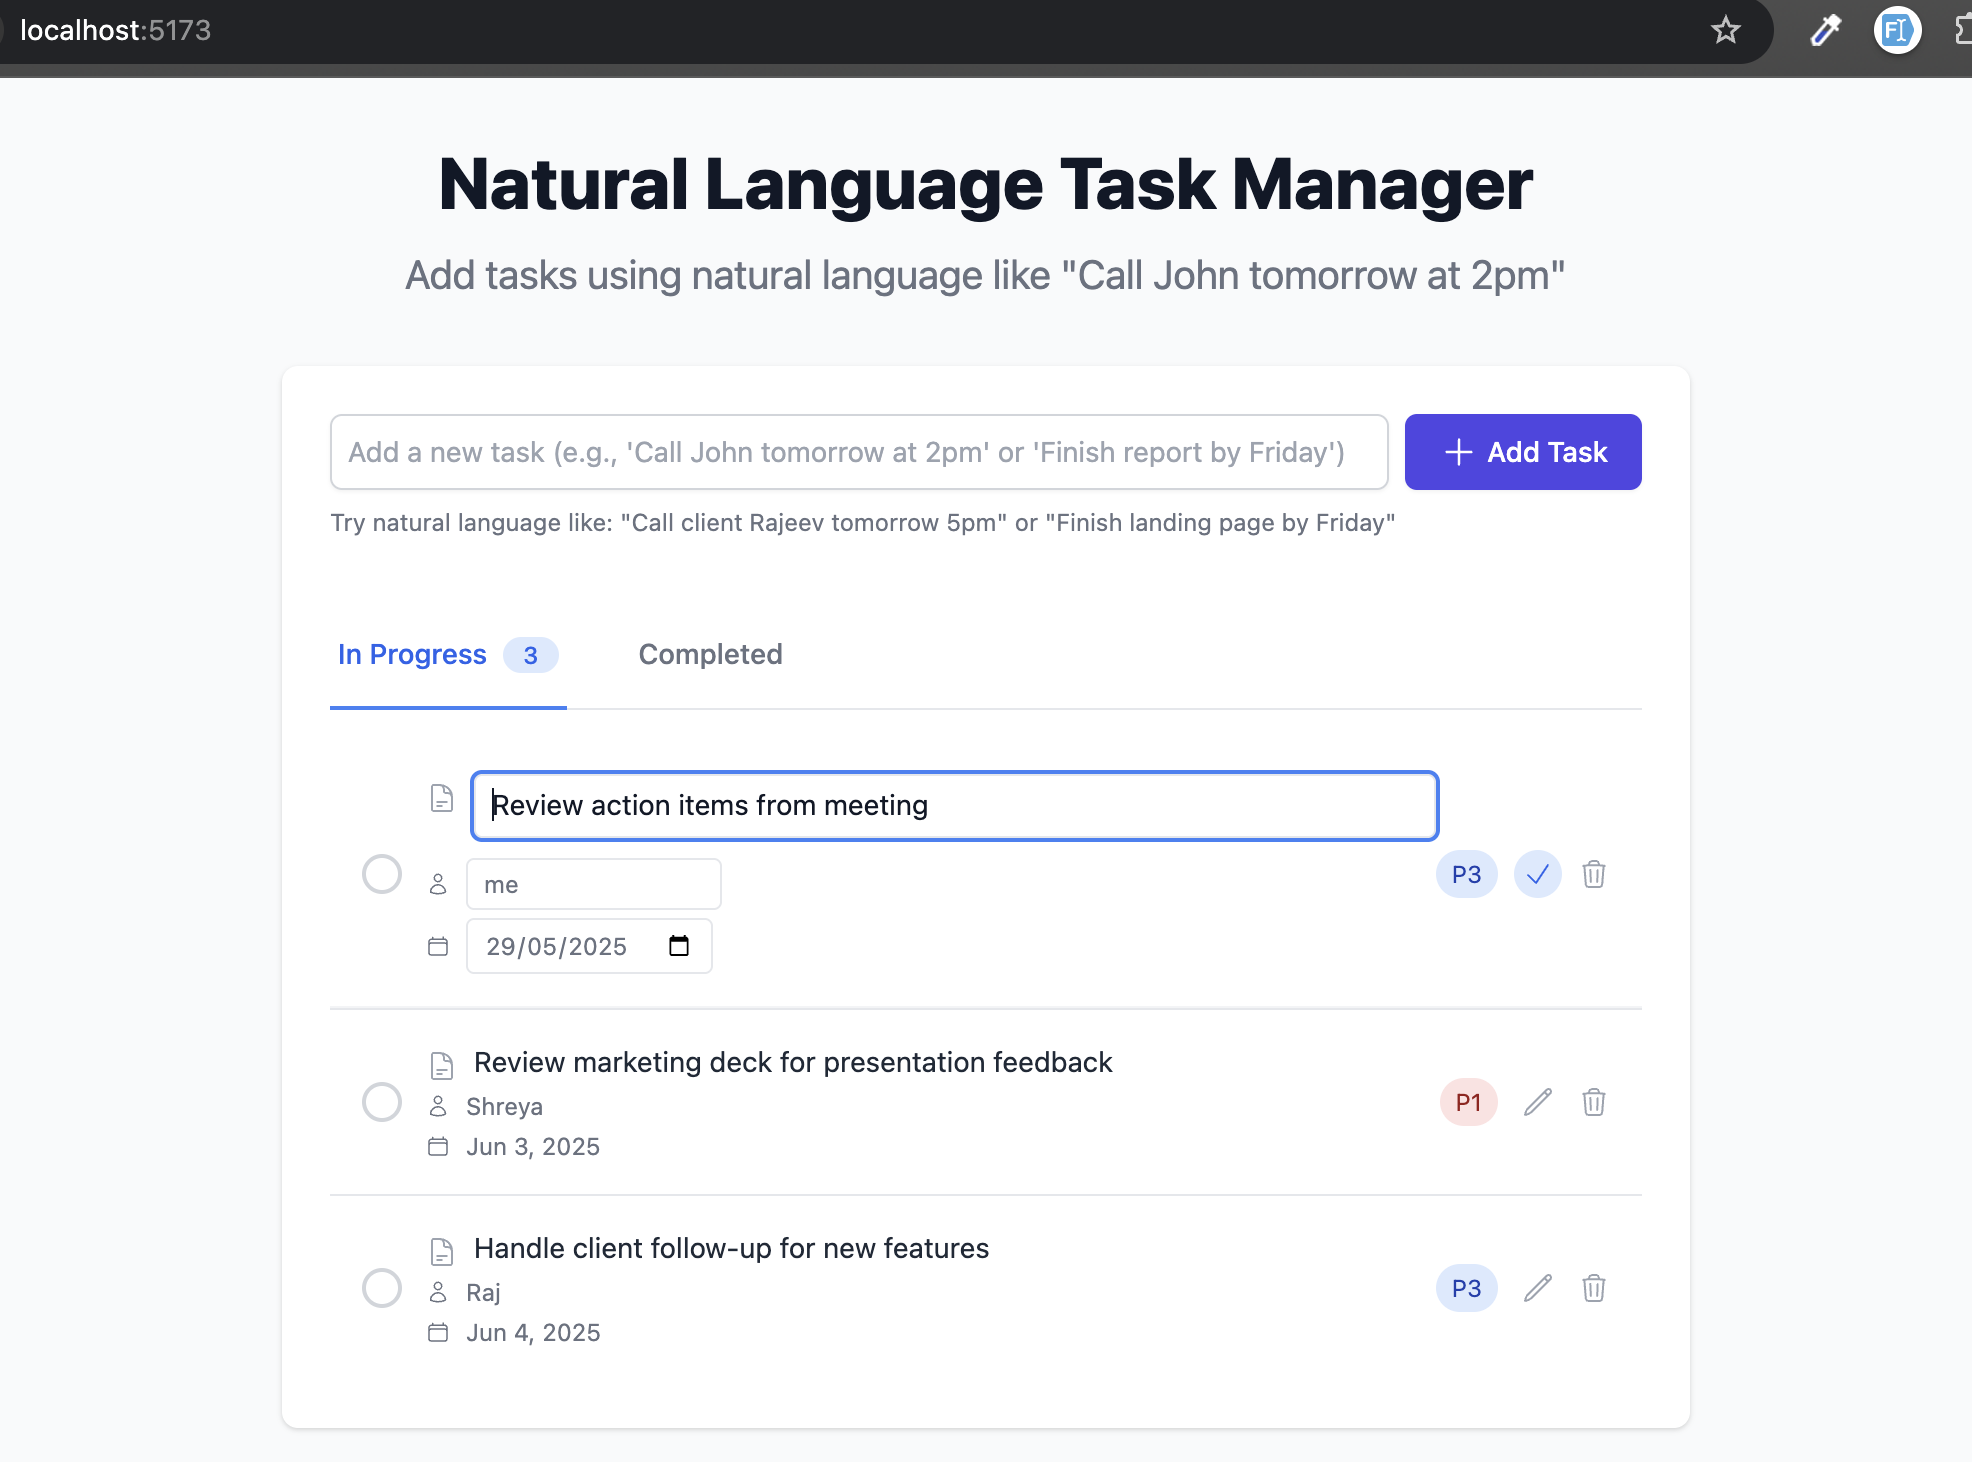 localhost:5173
FI
Natural Language Task Manager
Add tasks using natural language like "Call John tomorrow at 2pm"
Add a new task (e.g., 'Call John tomorrow at 2pm' or 'Finish report by Friday')
+ Add Task
Try natural language like: "Call client Rajeev tomorrow 5pm" or "Finish landing page by Friday"
In Progress 3 Completed
Review action items from meeting
me
P3
29/05/2025
Review marketing deck for presentation feedback
Shreya
P1
Jun 3, 2025
Handle client follow-up for new features
Raj
P3
Jun 4, 2025